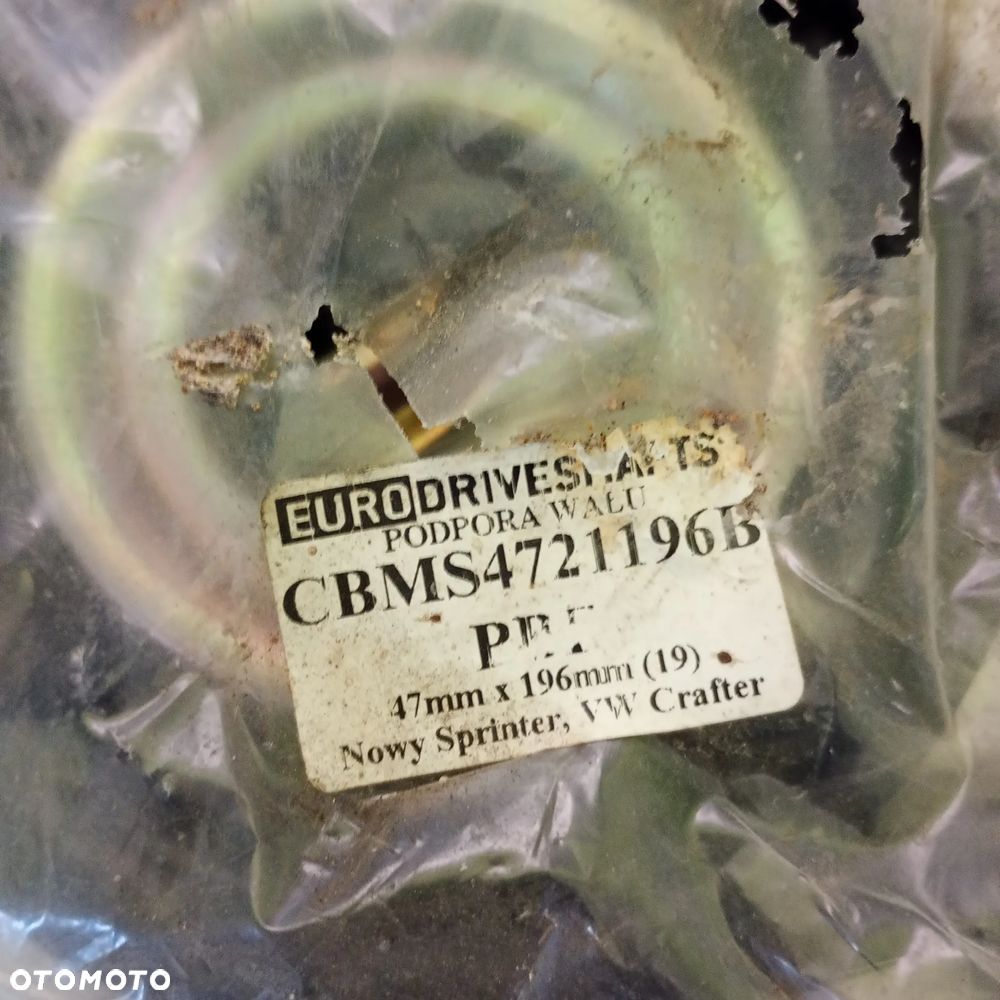 EURODRIVESHAFTS
PODPORA WAŁU
CBMS4721196B
47mm x 196mm (19)
Nowy Sprinter, VW Crafter
OTOMOTO